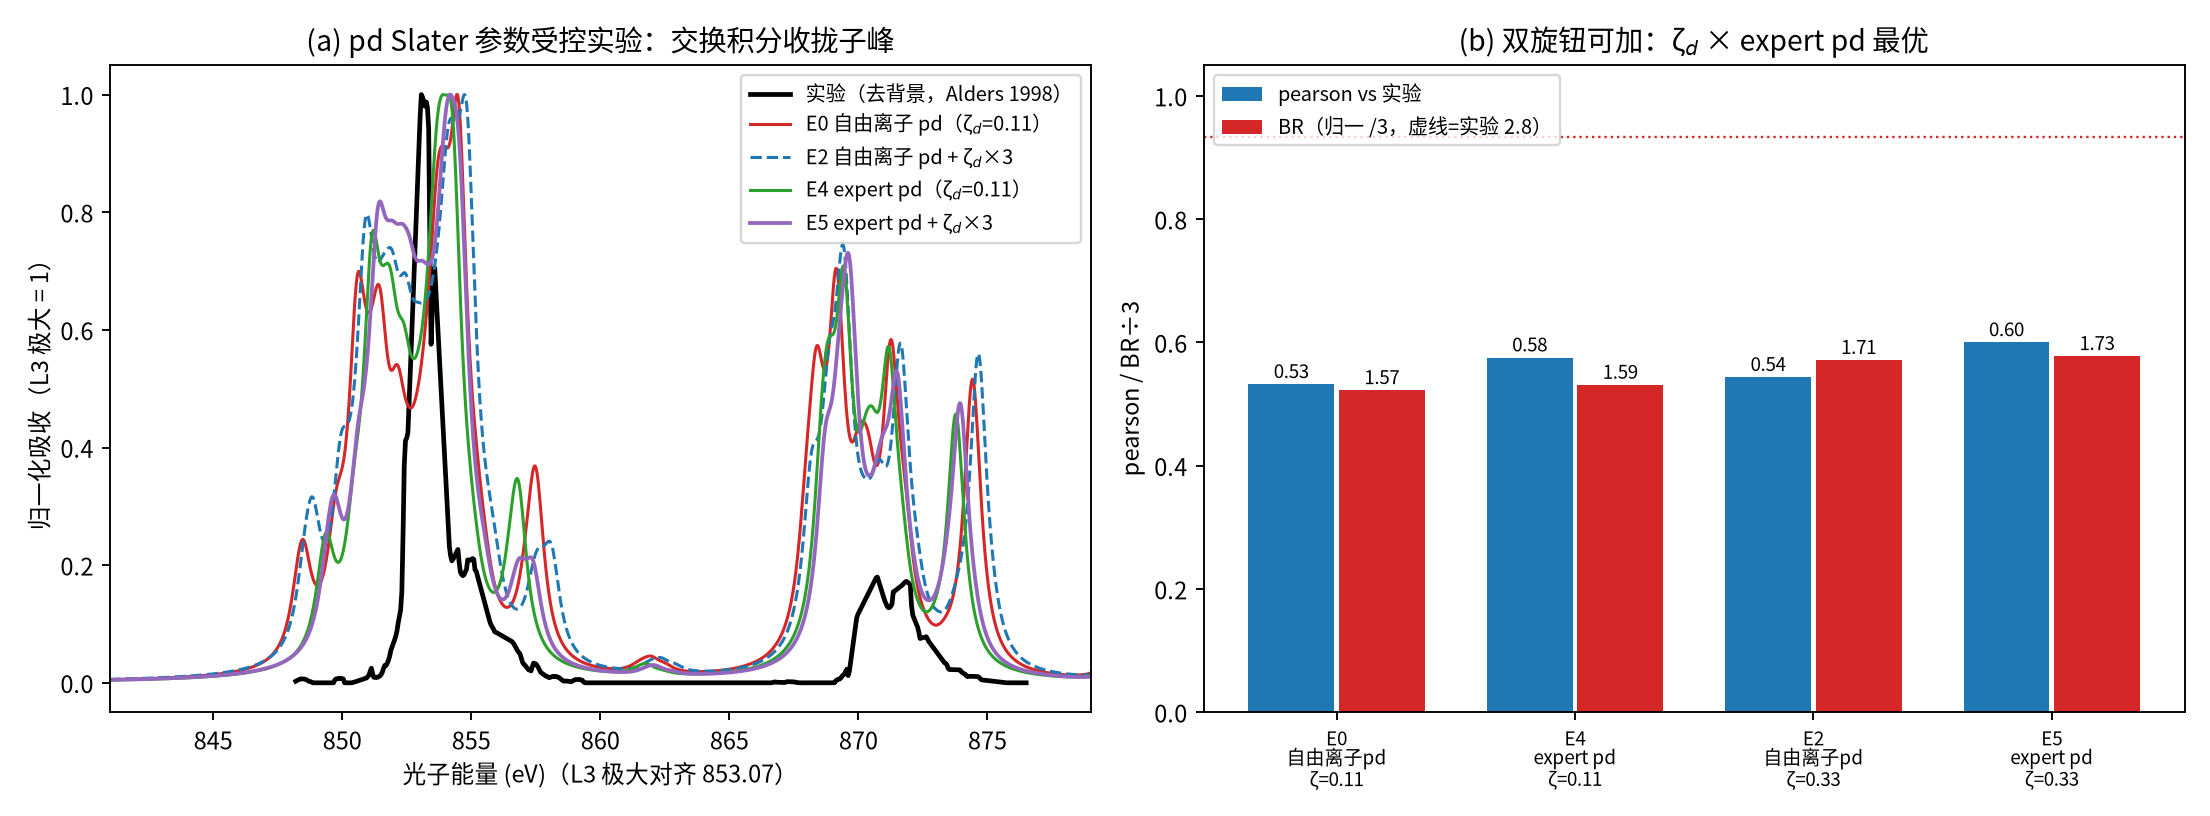 (a) pd Slater 参数受控实验：交换积分收拢子峰
归一化吸收（L3 极大 = 1）
1.0
0.8
0.6
0.4
0.2
0.0
实验（去背景，Alders 1998）
E0 自由离子 pd（ζd=0.11）
E2 自由离子 pd + ζd×3
E4 expert pd（ζd=0.11）
E5 expert pd + ζd×3
845 850 855 860 865 870 875
光子能量 (eV)（L3 极大对齐 853.07）
(b) 双旋钮可加：ζd × expert pd 最优
pearson / BR÷3
1.0
0.8
0.6
0.4
0.2
0.0
pearson vs 实验
BR（归一 /3，虚线=实验 2.8）
0.53 1.57 0.58 1.59 0.54 1.71 0.60 1.73
E0
自由离子pd
ζ=0.11
E4
expert pd
ζ=0.11
E2
自由离子pd
ζ=0.33
E5
expert pd
ζ=0.33